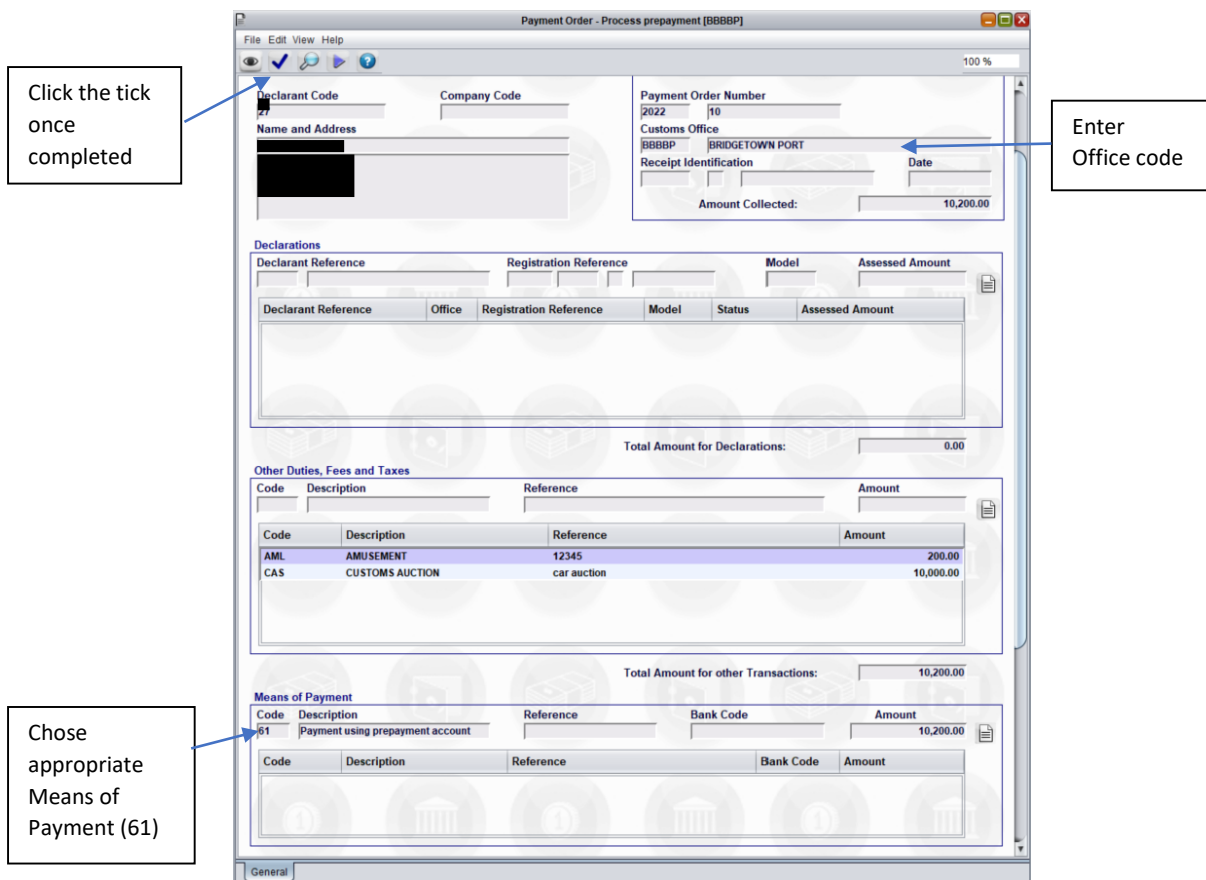 Payment Order - Process prepayment [BBBBP]
File Edit View Help
100 %
Click the tick
once
completed
Declarant Code Company Code
27
Name and Address
Payment Order Number
2022 10
Customs Office
BBBBP BRIDGETOWN PORT
Receipt Identification Date
Amount Collected: 10,200.00
Enter
Office code
Declarations
Declarant Reference Registration Reference Model Assessed Amount
Declarant Reference Office Registration Reference Model Status Assessed Amount
Total Amount for Declarations: 0.00
Other Duties, Fees and Taxes
Code Description Reference Amount
Code Description Reference Amount
AML AMUSEMENT 12345 200.00
CAS CUSTOMS AUCTION car auction 10,000.00
Total Amount for other Transactions: 10,200.00
Means of Payment
Code Description Reference Bank Code Amount
61 Payment using prepayment account 10,200.00
Code Description Reference Bank Code Amount
Chose
appropriate
Means of
Payment (61)
General